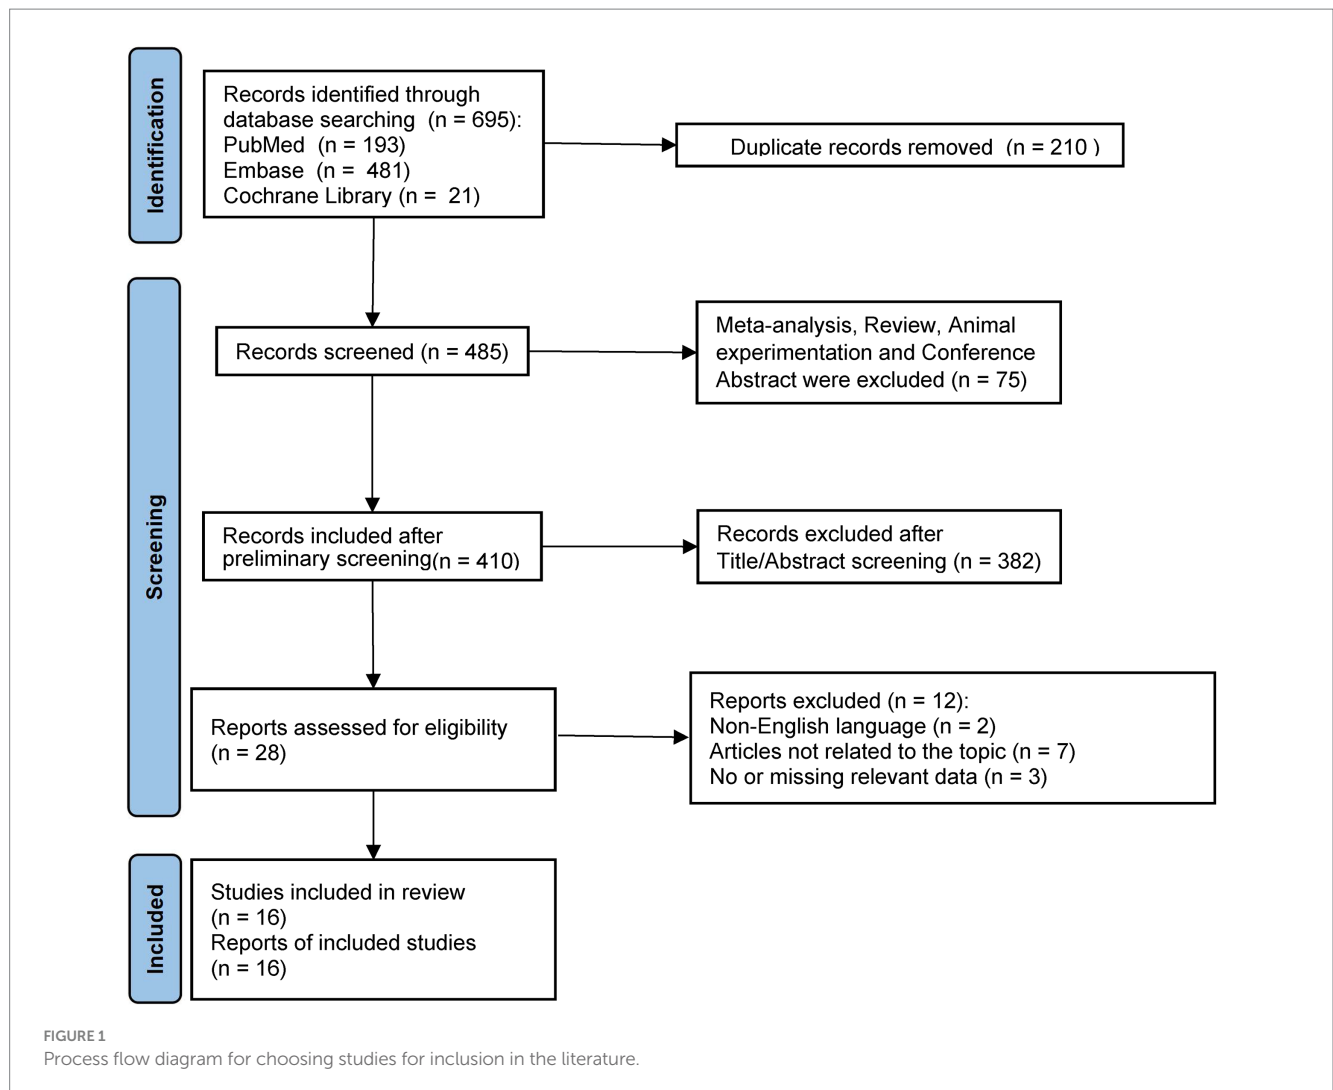 Identification
Records identified through
database searching (n = 695):
PubMed (n = 193)
Embase (n = 481)
Cochrane Library (n = 21)
Duplicate records removed (n = 210 )
Screening
Records screened (n = 485)
Meta-analysis, Review, Animal
experimentation and Conference
Abstract were excluded (n = 75)
Records included after
preliminary screening(n = 410)
Records excluded after
Title/Abstract screening (n = 382)
Reports assessed for eligibility
(n = 28)
Reports excluded (n = 12):
Non-English language (n = 2)
Articles not related to the topic (n = 7)
No or missing relevant data (n = 3)
Included
Studies included in review
(n = 16)
Reports of included studies
(n = 16)
FIGURE 1
Process flow diagram for choosing studies for inclusion in the literature.